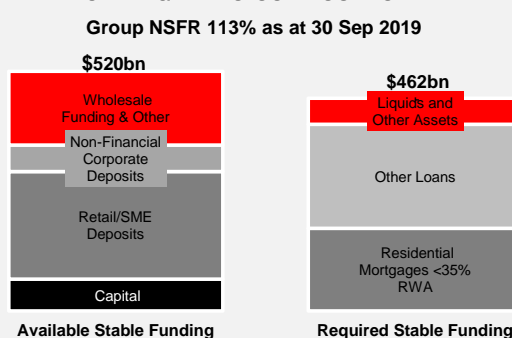 Group NSFR 113% as at 30 Sep 2019
$520bn
Wholesale
Funding & Other
Non-Financial
Corporate
Deposits
Retail/SME
Deposits
Capital
Available Stable Funding
$462bn
Liquids and
Other Assets
Other Loans
Residential
Mortgages <35%
RWA
Required Stable Funding